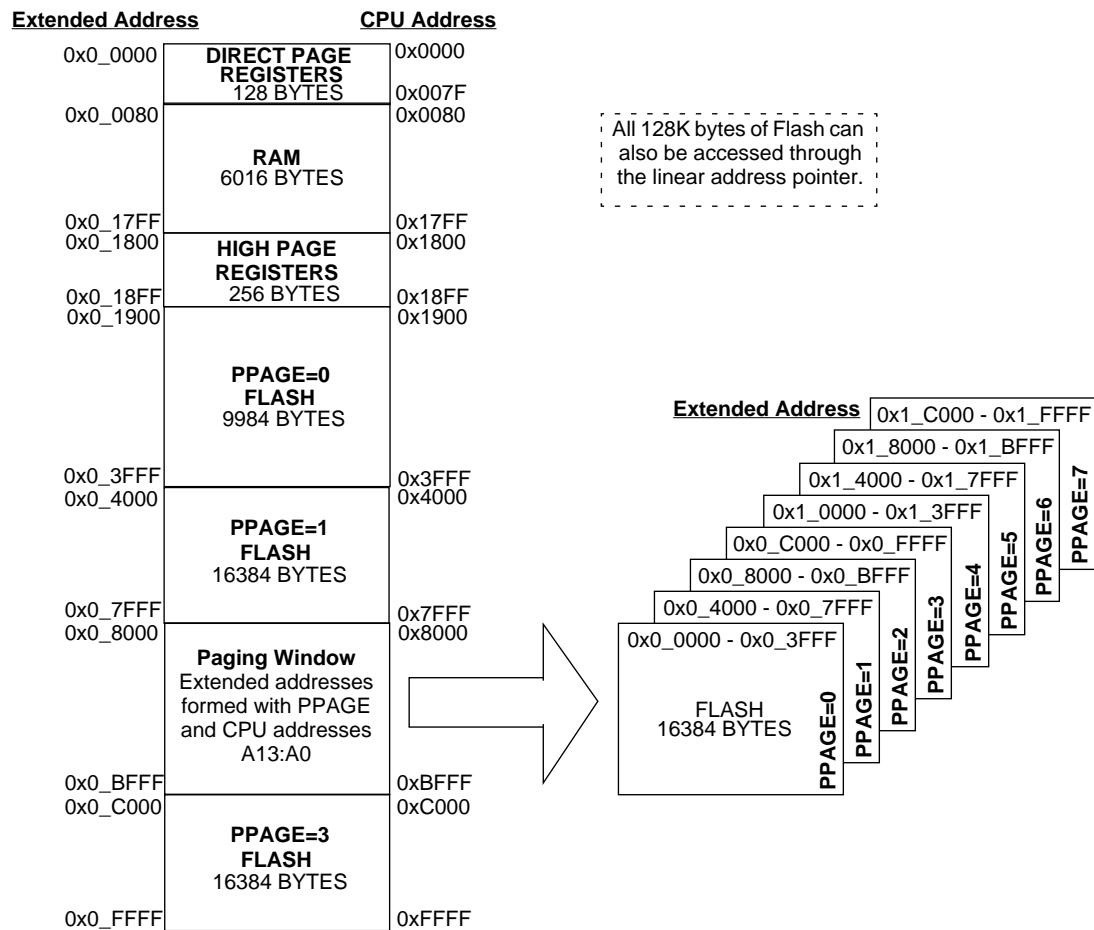 Extended Address
CPU Address
0x0_0000
0x0000
DIRECT PAGE
REGISTERS
128 BYTES
0x007F
0x0_0080
0x0080
RAM
6016 BYTES
0x0_17FF
0x17FF
0x0_1800
0x1800
HIGH PAGE
REGISTERS
256 BYTES
0x0_18FF
0x18FF
0x0_1900
0x1900
PPAGE=0
FLASH
9984 BYTES
0x0_3FFF
0x3FFF
0x0_4000
0x4000
PPAGE=1
FLASH
16384 BYTES
0x0_7FFF
0x7FFF
0x0_8000
0x8000
Paging Window
Extended addresses
formed with PPAGE
and CPU addresses
A13:A0
0x0_BFFF
0xBFFF
0x0_C000
0xC000
PPAGE=3
FLASH
16384 BYTES
0x0_FFFF
0xFFFF
All 128K bytes of Flash can
also be accessed through
the linear address pointer.
Extended Address
0x1_C000 - 0x1_FFFF
0x1_8000 - 0x1_BFFF
0x1_4000 - 0x1_7FFF
0x1_0000 - 0x1_3FFF
0x0_C000 - 0x0_FFFF
0x0_8000 - 0x0_BFFF
0x0_4000 - 0x0_7FFF
0x0_0000 - 0x0_3FFF
FLASH
16384 BYTES
PPAGE=0
PPAGE=1
PPAGE=2
PPAGE=3
PPAGE=4
PPAGE=5
PPAGE=6
PPAGE=7